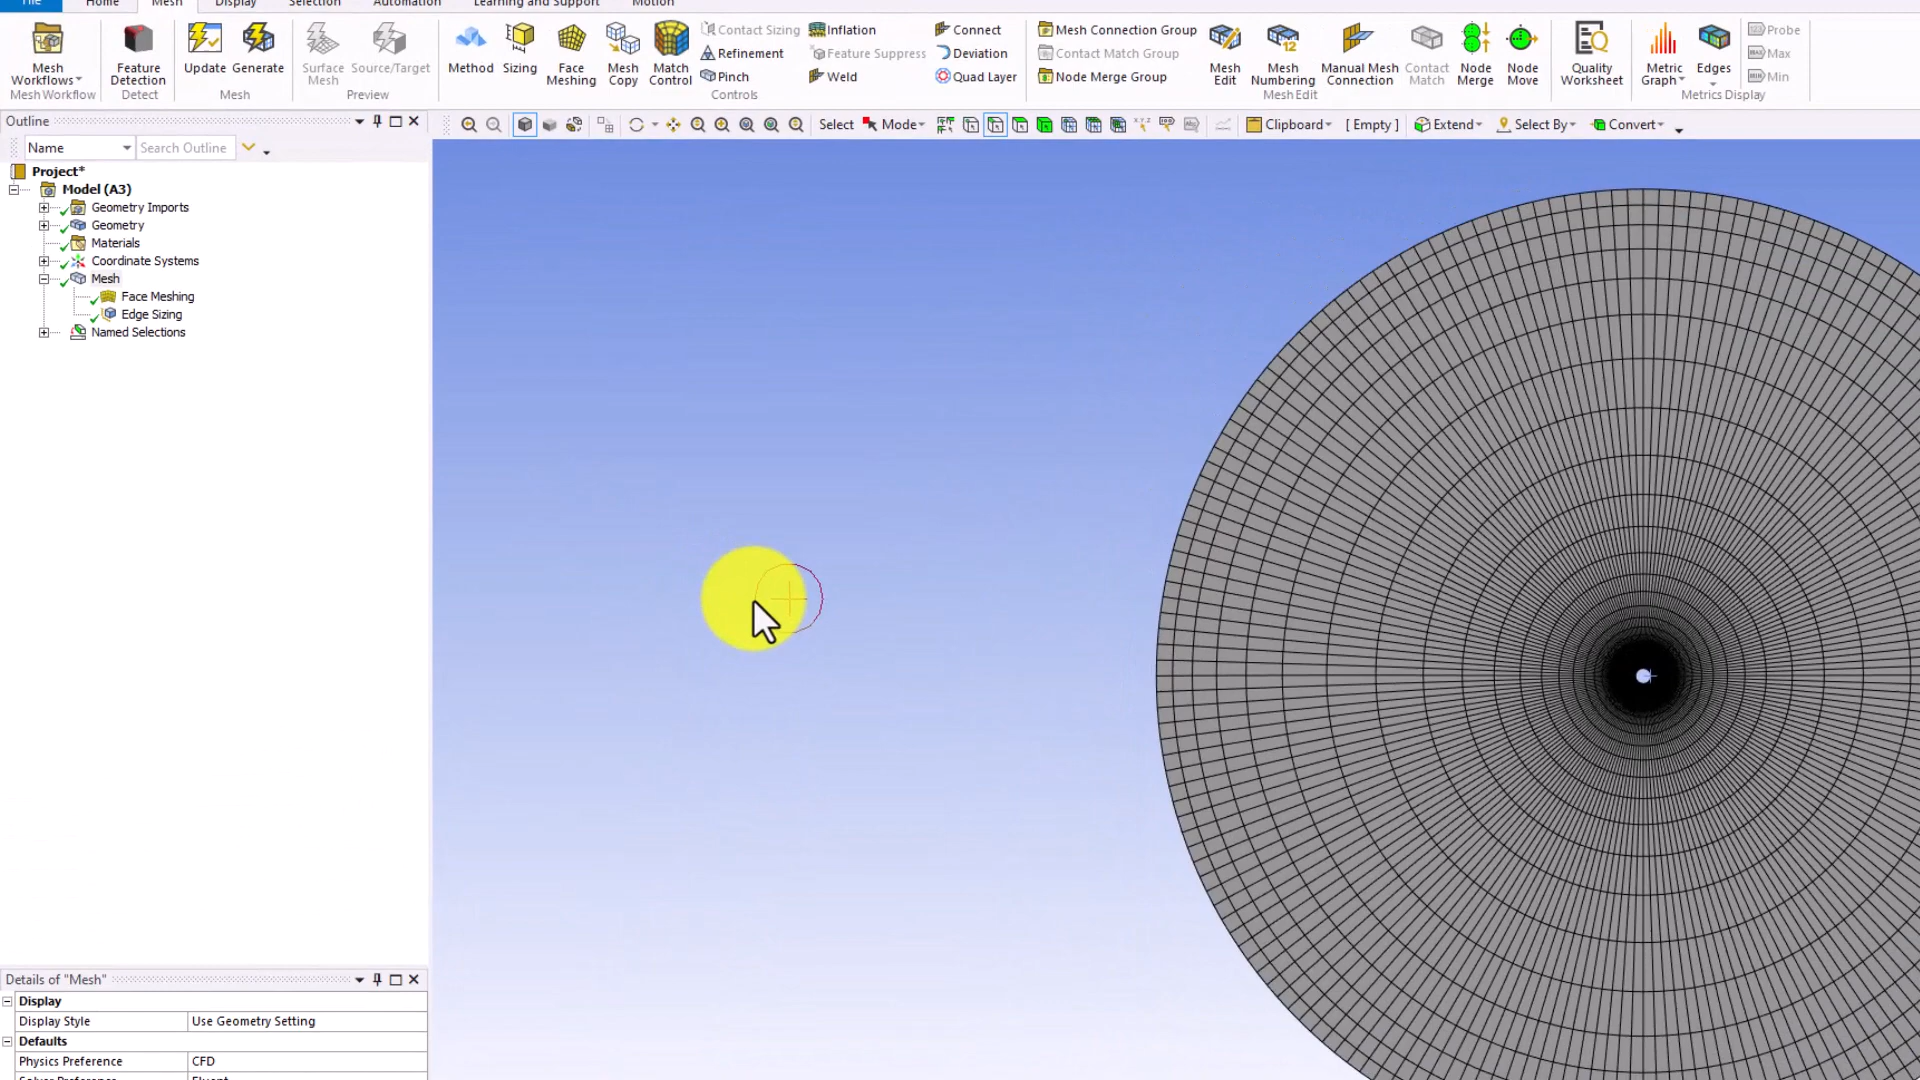 File Home Mesh Display Selection Automation Learning and Support Motion
Mesh Workflows
Mesh Workflow
Feature Detection
Detect
Update Generate
Mesh
Surface Mesh Source/Target
Preview
Method Sizing Face Meshing Mesh Copy Match Control
Contact Sizing Inflation Connect
Refinement Feature Suppress Deviation
Pinch Weld Quad Layer
Controls
Mesh Connection Group
Contact Match Group
Node Merge Group
Mesh Edit Mesh Numbering Manual Mesh Connection Contact Match Node Merge Node Move
Mesh Edit
Quality Worksheet
Metric Graph Edges
Probe
Max
Min
Metrics Display
Outline
Select Mode Clipboard [ Empty ] Extend Select By Convert
Name Search Outline
Project*
Model (A3)
Geometry Imports
Geometry
Materials
Coordinate Systems
Mesh
Face Meshing
Edge Sizing
Named Selections
Details of "Mesh"
Display
Display Style Use Geometry Setting
Defaults
Physics Preference CFD
Solver Preference Fluent